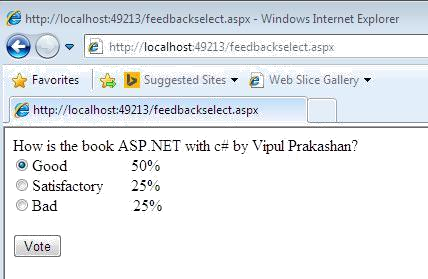 http://localhost:49213/feedbackselect.aspx - Windows Internet Explorer
http://localhost:49213/feedbackselect.aspx
Favorites Suggested Sites Web Slice Gallery
http://localhost:49213/feedbackselect.aspx
How is the book ASP.NET with c# by Vipul Prakashan?
Good 50%
Satisfactory 25%
Bad 25%
Vote